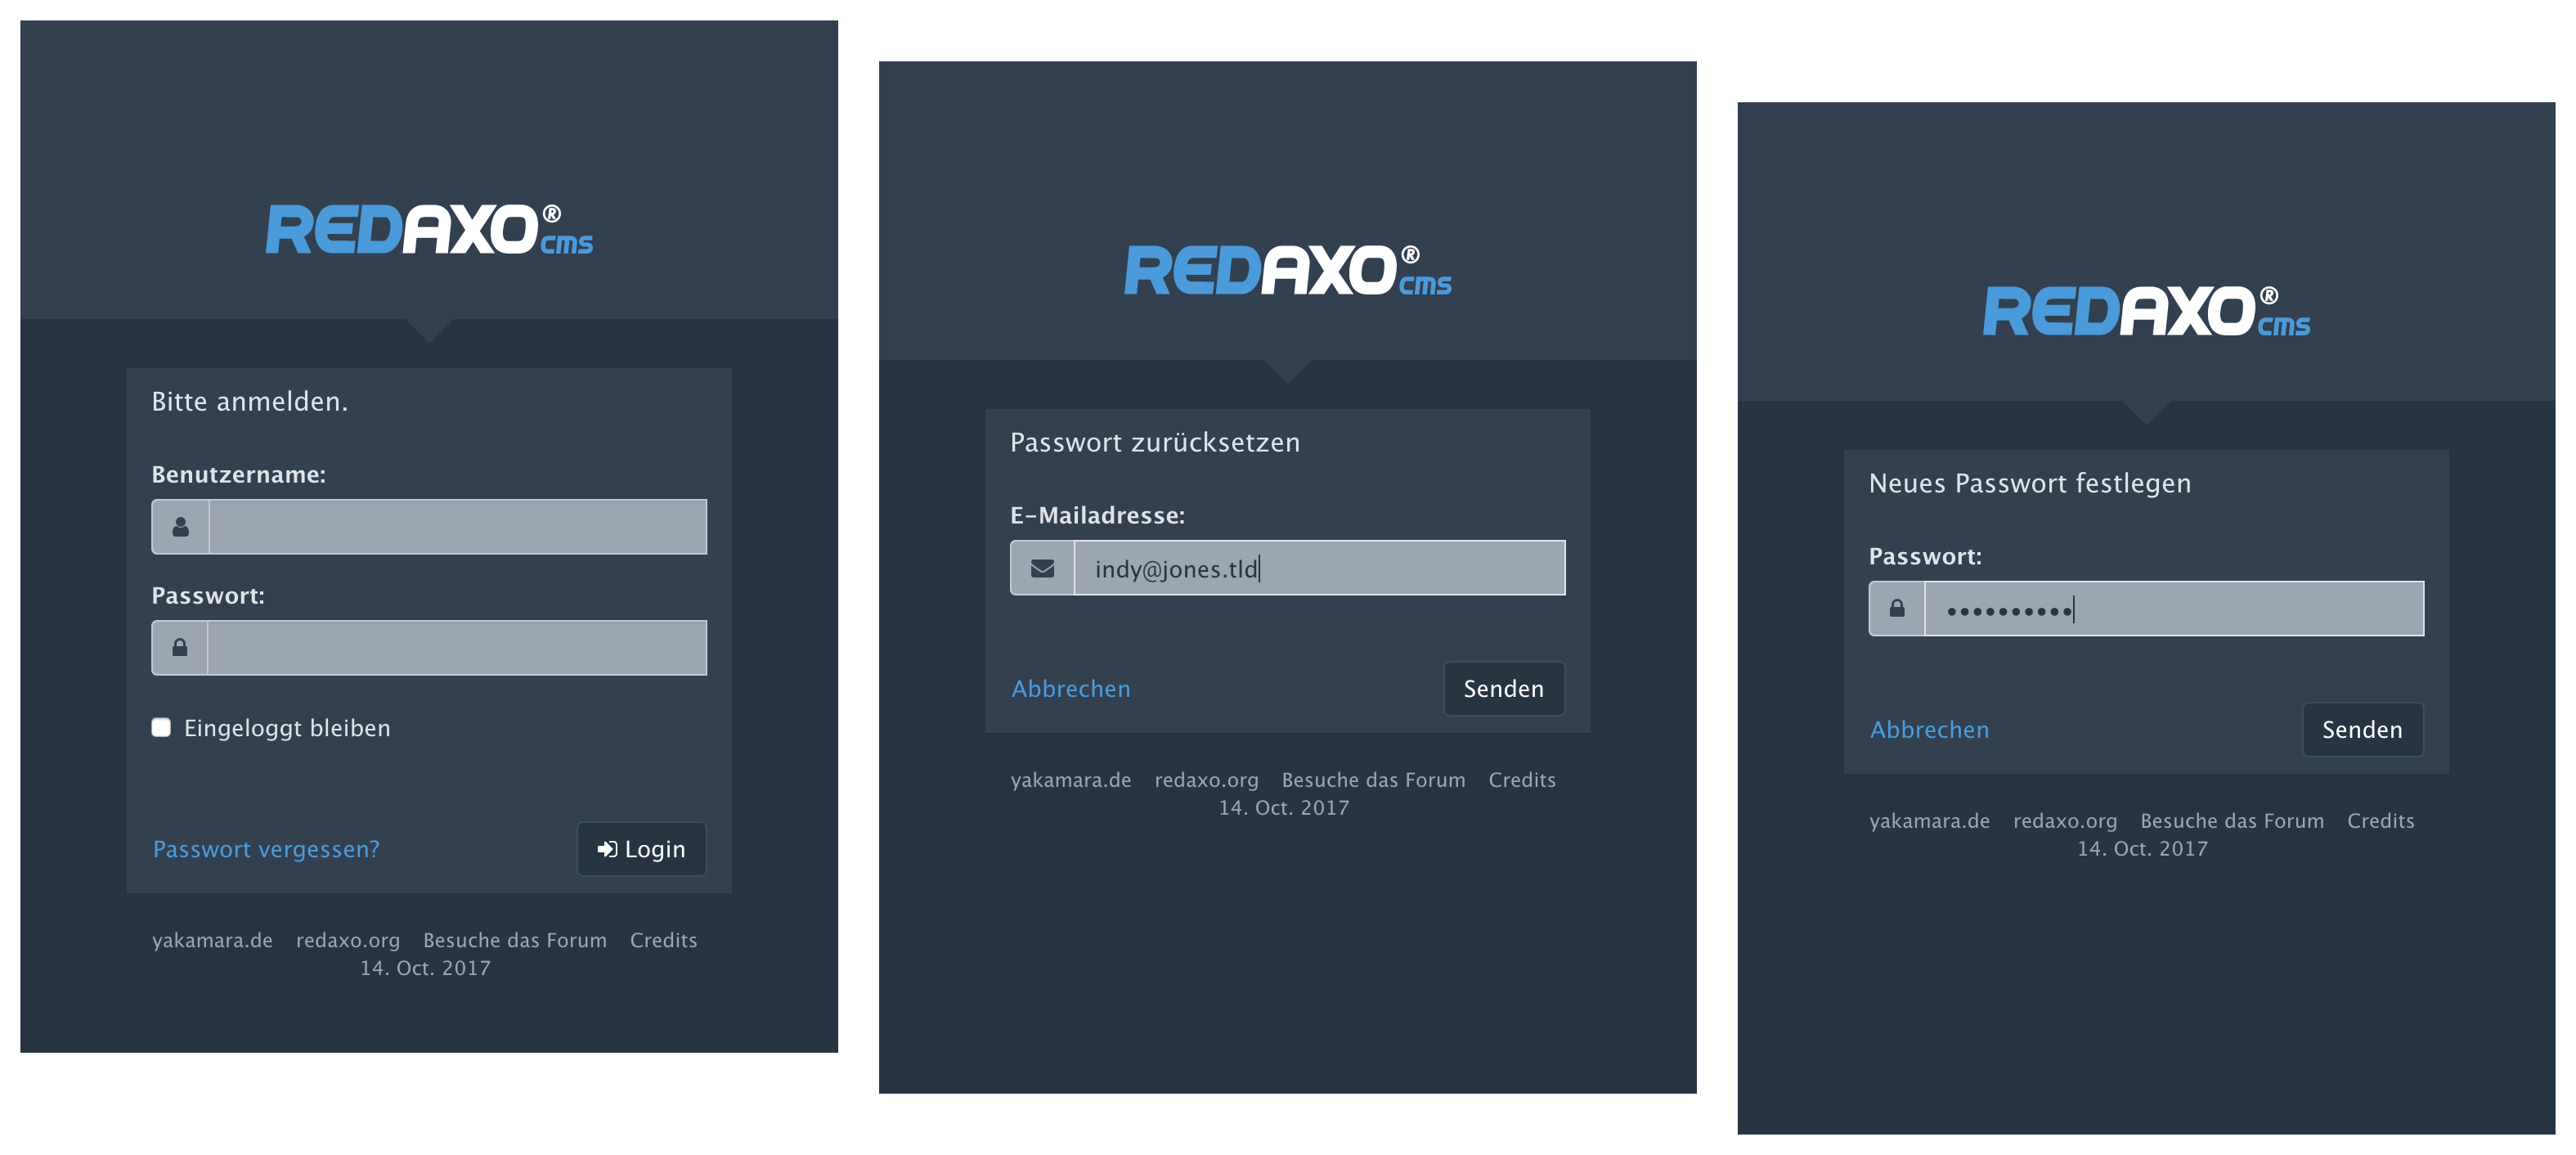 REDAXO® cms
Bitte anmelden.
Benutzername:
Passwort:
Eingeloggt bleiben
Passwort vergessen?
Login
yakamara.de redaxo.org Besuche das Forum Credits
14. Oct. 2017
REDAXO® cms
Passwort zurücksetzen
E-Mailadresse:
indy@jones.tld
Abbrechen
Senden
yakamara.de redaxo.org Besuche das Forum Credits
14. Oct. 2017
REDAXO® cms
Neues Passwort festlegen
Passwort:
••••••••••
Abbrechen
Senden
yakamara.de redaxo.org Besuche das Forum Credits
14. Oct. 2017